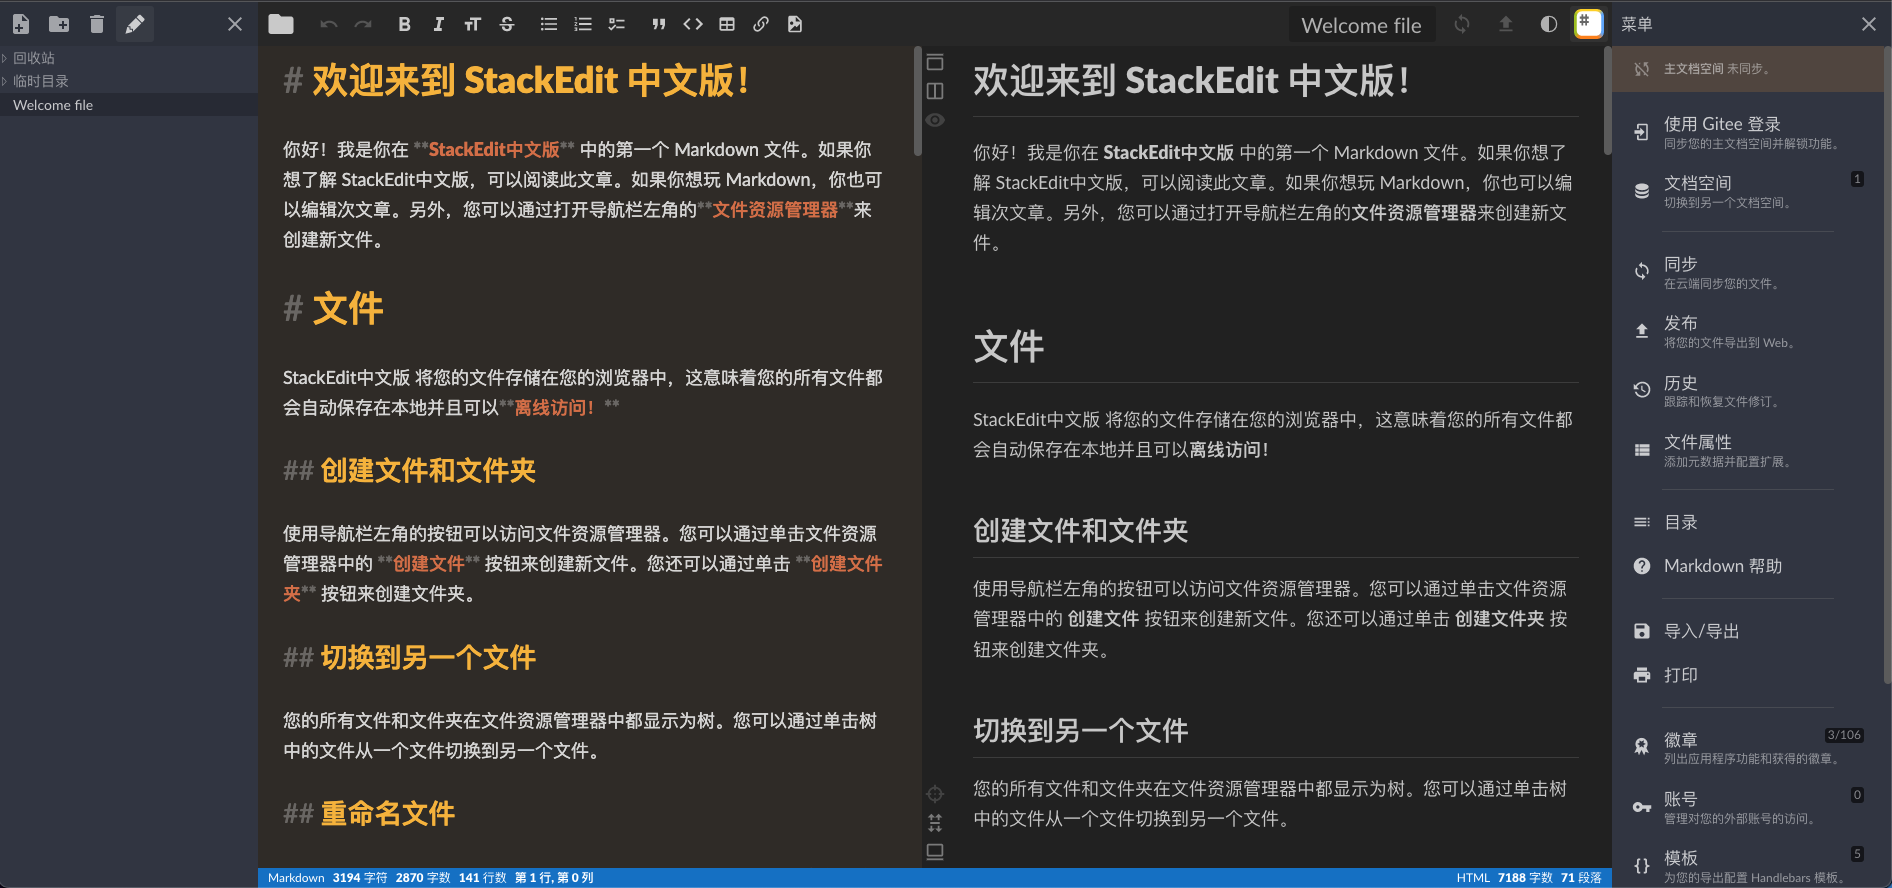 Welcome file
菜单
回收站
临时目录
Welcome file
# 欢迎来到 StackEdit 中文版！
你好！我是你在 **StackEdit中文版** 中的第一个 Markdown 文件。如果你
想了解 StackEdit中文版，可以阅读此文章。如果你想玩 Markdown，你也可
以编辑次文章。另外，您可以通过打开导航栏左角的**文件资源管理器**来
创建新文件。
# 文件
StackEdit中文版 将您的文件存储在您的浏览器中，这意味着您的所有文件都
会自动保存在本地并且可以**离线访问！**
## 创建文件和文件夹
使用导航栏左角的按钮可以访问文件资源管理器。您可以通过单击文件资源
管理器中的 **创建文件** 按钮来创建新文件。您还可以通过单击 **创建文件
夹** 按钮来创建文件夹。
## 切换到另一个文件
您的所有文件和文件夹在文件资源管理器中都显示为树。您可以通过单击树
中的文件从一个文件切换到另一个文件。
## 重命名文件
欢迎来到 StackEdit 中文版！
你好！我是你在 StackEdit中文版 中的第一个 Markdown 文件。如果你想了
解 StackEdit中文版，可以阅读此文章。如果你想玩 Markdown，你也可以编
辑次文章。另外，您可以通过打开导航栏左角的文件资源管理器来创建新文
件。
文件
StackEdit中文版 将您的文件存储在您的浏览器中，这意味着您的所有文件都
会自动保存在本地并且可以离线访问！
创建文件和文件夹
使用导航栏左角的按钮可以访问文件资源管理器。您可以通过单击文件资源
管理器中的 创建文件 按钮来创建新文件。您还可以通过单击 创建文件夹 按
钮来创建文件夹。
切换到另一个文件
您的所有文件和文件夹在文件资源管理器中都显示为树。您可以通过单击树
中的文件从一个文件切换到另一个文件。
主文档空间 未同步。
使用 Gitee 登录
同步您的主文档空间并解锁功能。
文档空间 1
切换到另一个文档空间。
同步
在云端同步您的文件。
发布
将您的文件导出到 Web。
历史
跟踪和恢复文件修订。
文件属性
添加元数据并配置扩展。
目录
Markdown 帮助
导入/导出
打印
徽章 3/106
列出应用程序功能和获得的徽章。
账号 0
管理对您的外部账号的访问。
模板 5
为您的导出配置 Handlebars 模板。
Markdown 3194 字符 2870 字数 141 行数 第 1 行, 第 0 列
HTML 7188 字数 71 段落